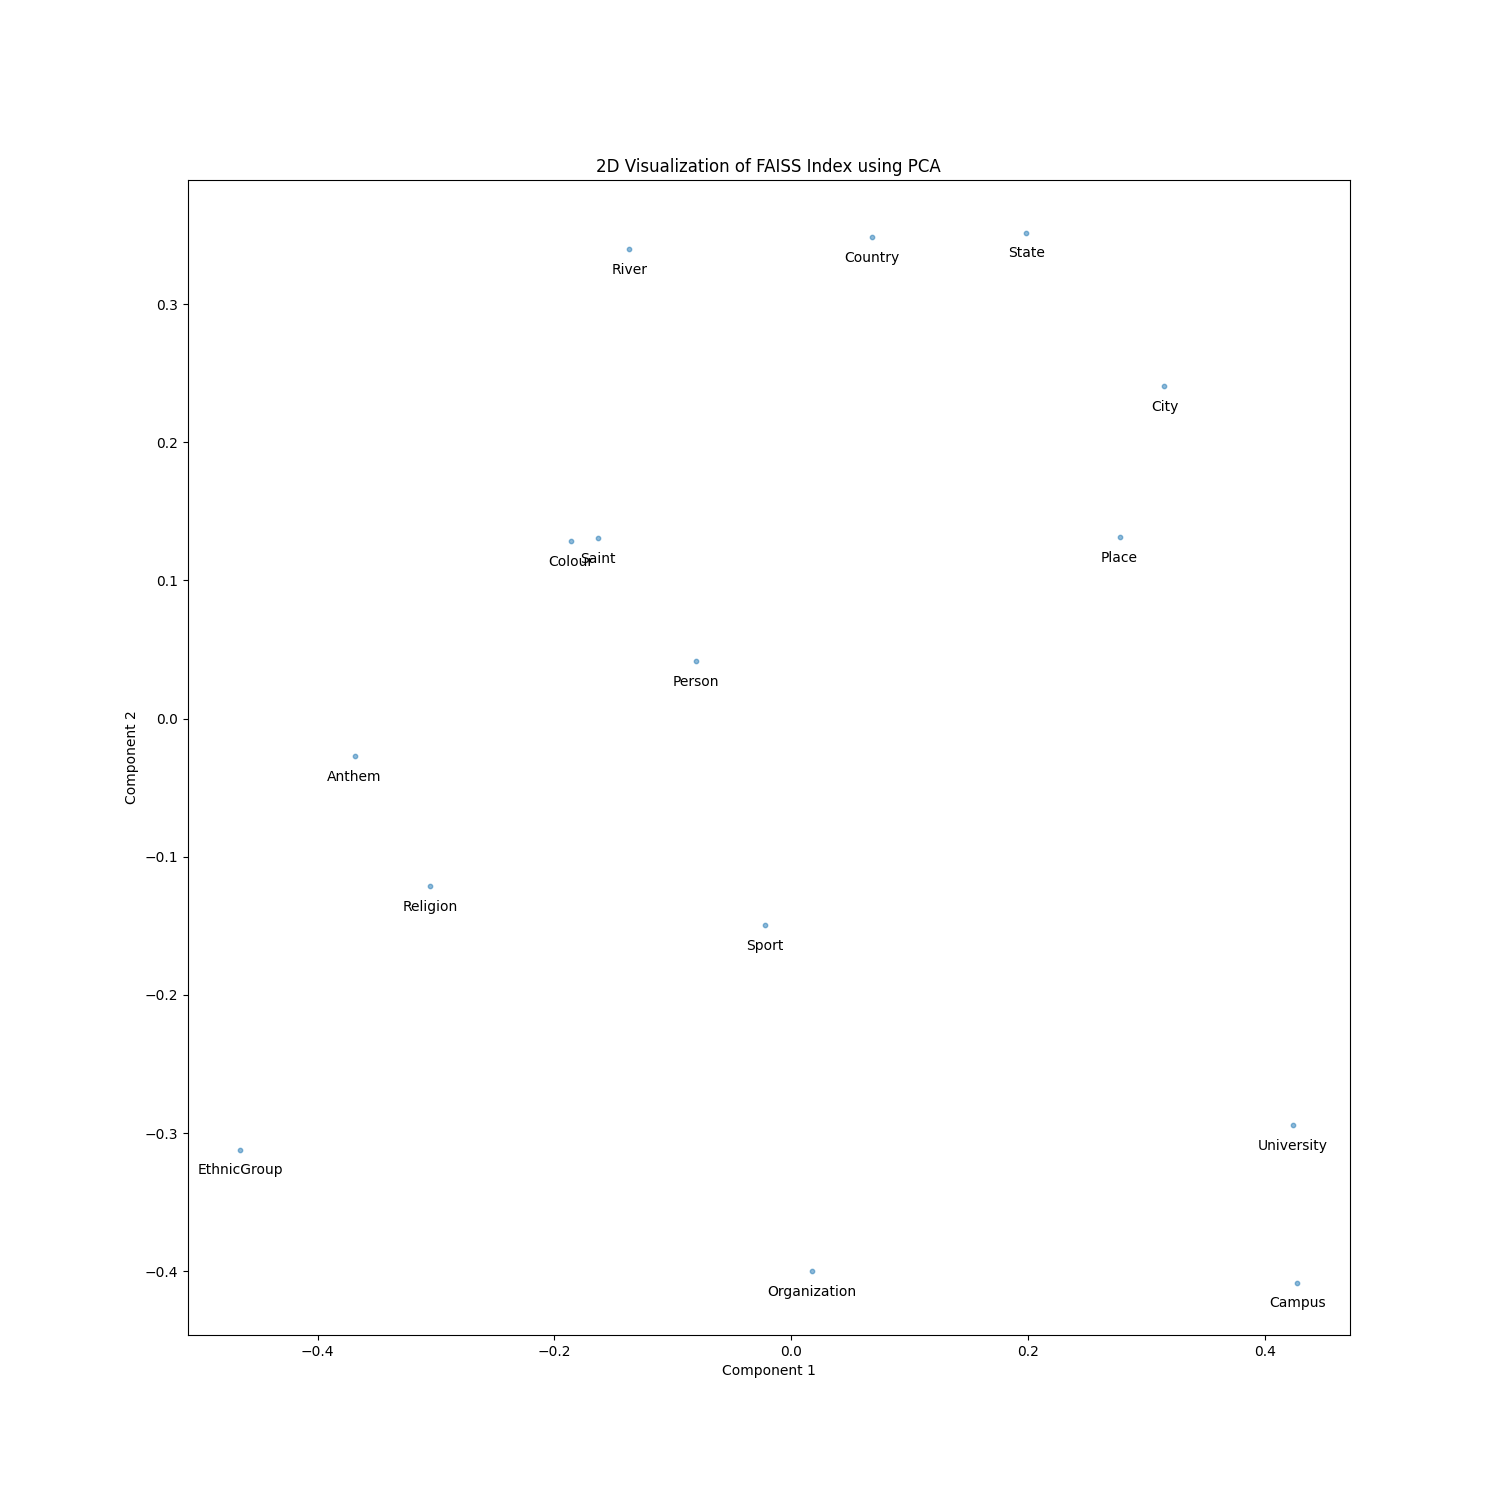 2D Visualization of FAISS Index using PCA
River
Country
State
City
Colour
Saint
Place
Person
Anthem
Religion
Sport
University
EthnicGroup
Organization
Campus
0.3
0.2
0.1
0.0
−0.1
−0.2
−0.3
−0.4
Component 2
−0.4
−0.2
0.0
0.2
0.4
Component 1